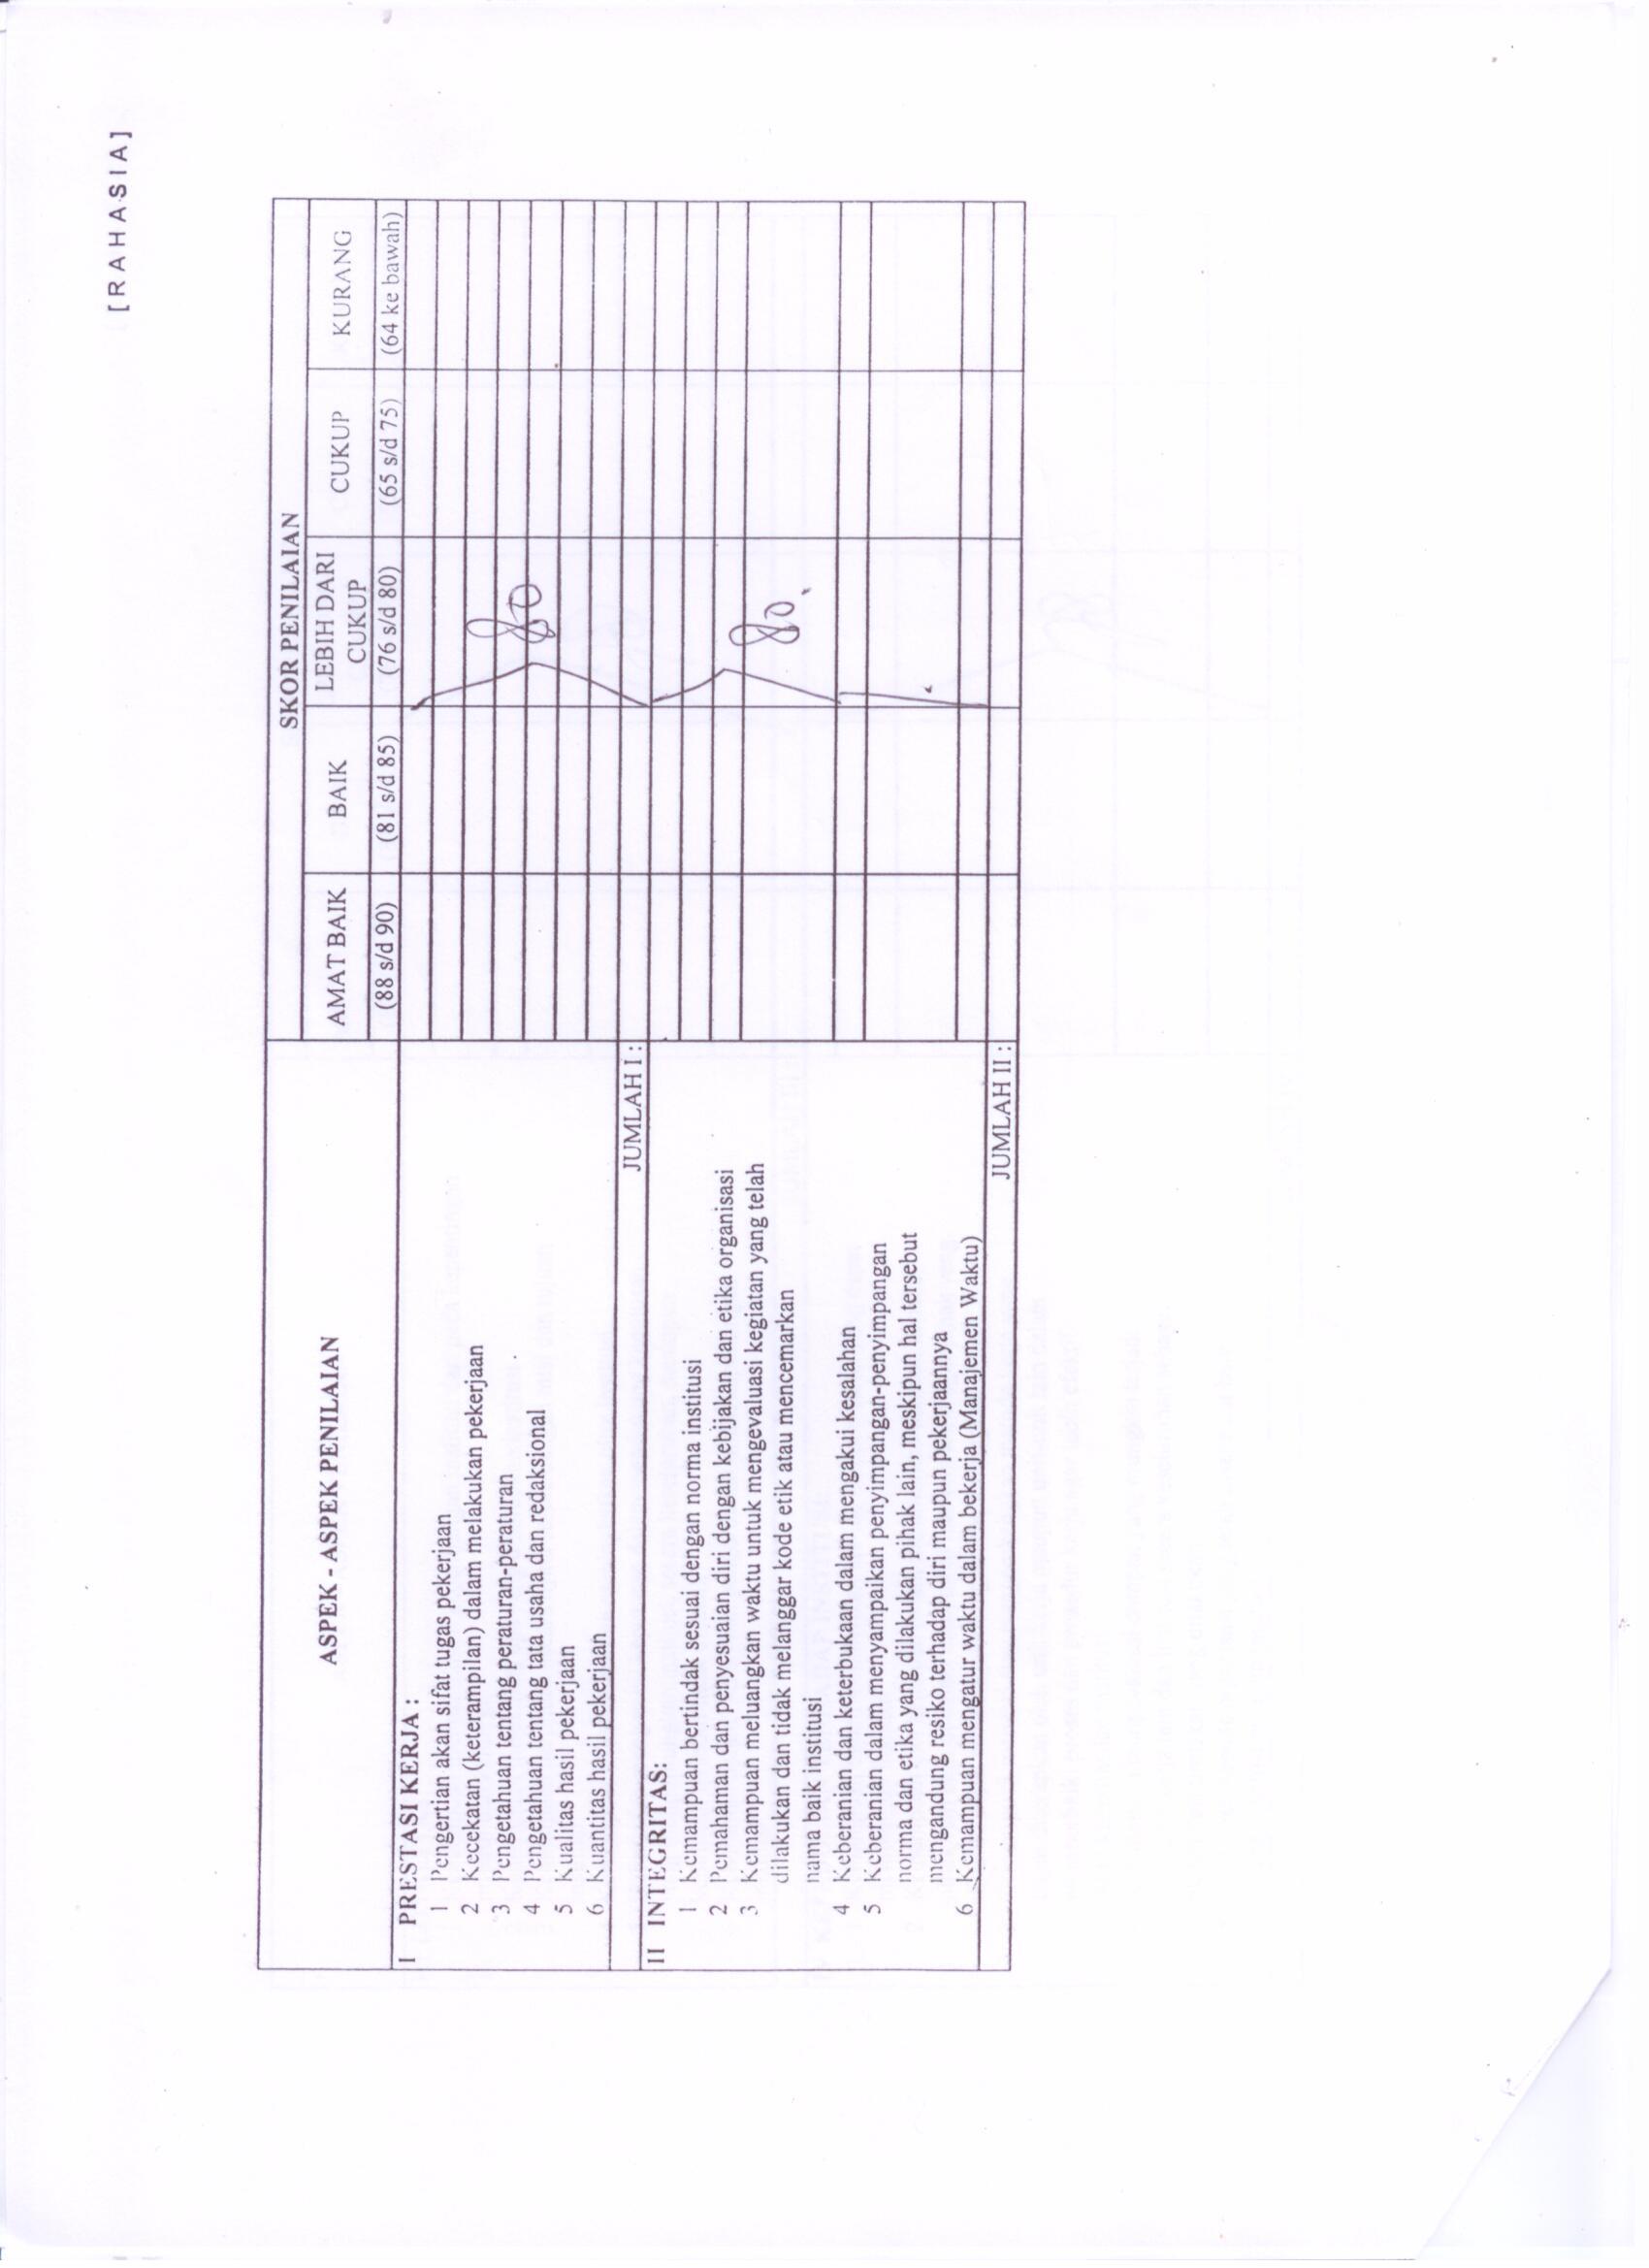 [RAHASIA]
ASPEK - ASPEK PENILAIAN
SKOR PENILAIAN
AMAT BAIK
BAIK
LEBIH DARI
CUKUP
CUKUP
KURANG
(88 s/d 90)
(81 s/d 85)
(76 s/d 80)
(65 s/d 75)
(64 ke bawah)
I PRESTASI KERJA :
1 Pengertian akan sifat tugas pekerjaan
2 Kecekatan (keterampilan) dalam melakukan pekerjaan
3 Pengetahuan tentang peraturan-peraturan
4 Pengetahuan tentang tata usaha dan redaksional
5 Kualitas hasil pekerjaan
6 Kuantitas hasil pekerjaan
80
JUMLAH I :
II INTEGRITAS:
1 Kemampuan bertindak sesuai dengan norma institusi
2 Pemahaman dan penyesuaian diri dengan kebijakan dan etika organisasi
3 Kemampuan meluangkan waktu untuk mengevaluasi kegiatan yang telah
dilakukan dan tidak melanggar kode etik atau mencemarkan
nama baik institusi
80.
4 Keberanian dan keterbukaan dalam mengakui kesalahan
5 Keberanian dalam menyampaikan penyimpangan-penyimpangan
norma dan etika yang dilakukan pihak lain, meskipun hal tersebut
mengandung resiko terhadap diri maupun pekerjaannya
6 Kemampuan mengatur waktu dalam bekerja (Manajemen Waktu)
JUMLAH II :